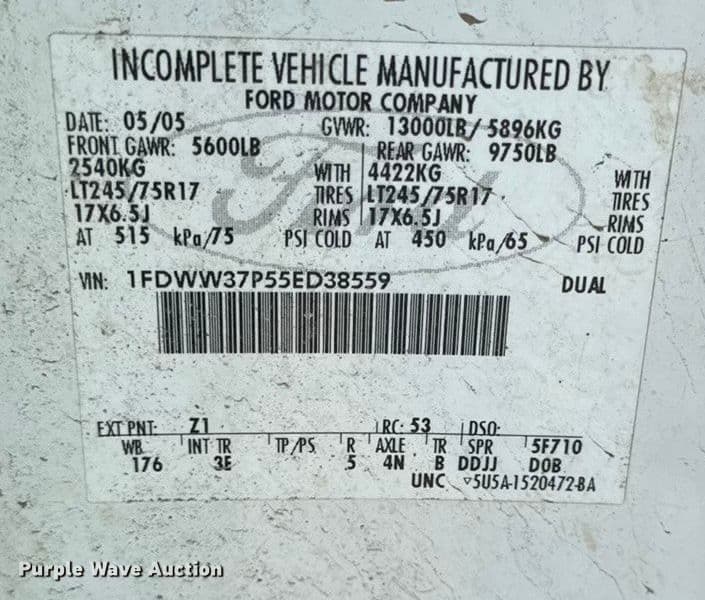 INCOMPLETE VEHICLE MANUFACTURED BY
FORD MOTOR COMPANY
DATE: 05/05 GVWR: 13000LB/ 5896KG
FRONT GAWR: 5600LB REAR GAWR: 9750LB
2540KG WITH 4422KG WITH
LT245/75R17 TIRES LT245/75R17 TIRES
17X6.5J RIMS 17X6.5J RIMS
AT 515 kPa/75 PSI COLD AT 450 kPa/65 PSI COLD
VIN: 1FDWW37P55ED38559 DUAL
EXT PNT: Z1 RC: 53 DSO:
WB INT TR TP/PS R AXLE TR SPR 5F710
176 3E 5 4N B DDJJ DOB
UNC ▿5U5A-1520472-BA
Ford
Purple Wave Auction